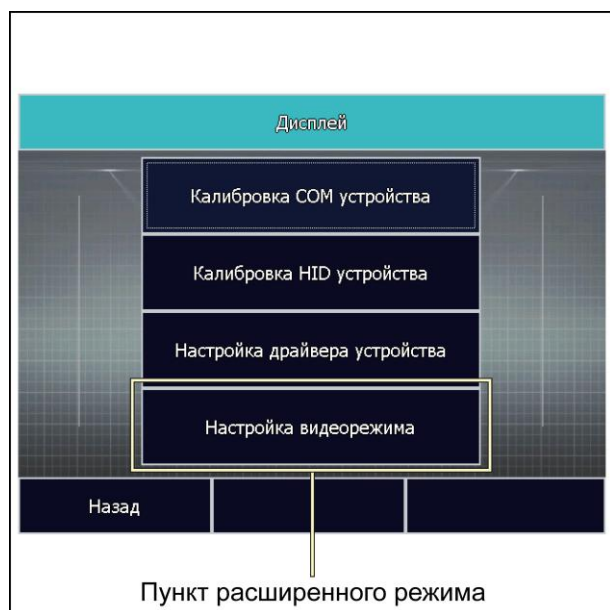 Дисплей
Калибровка COM устройства
Калибровка HID устройства
Настройка драйвера устройства
Настройка видеорежима
Назад
Пункт расширенного режима